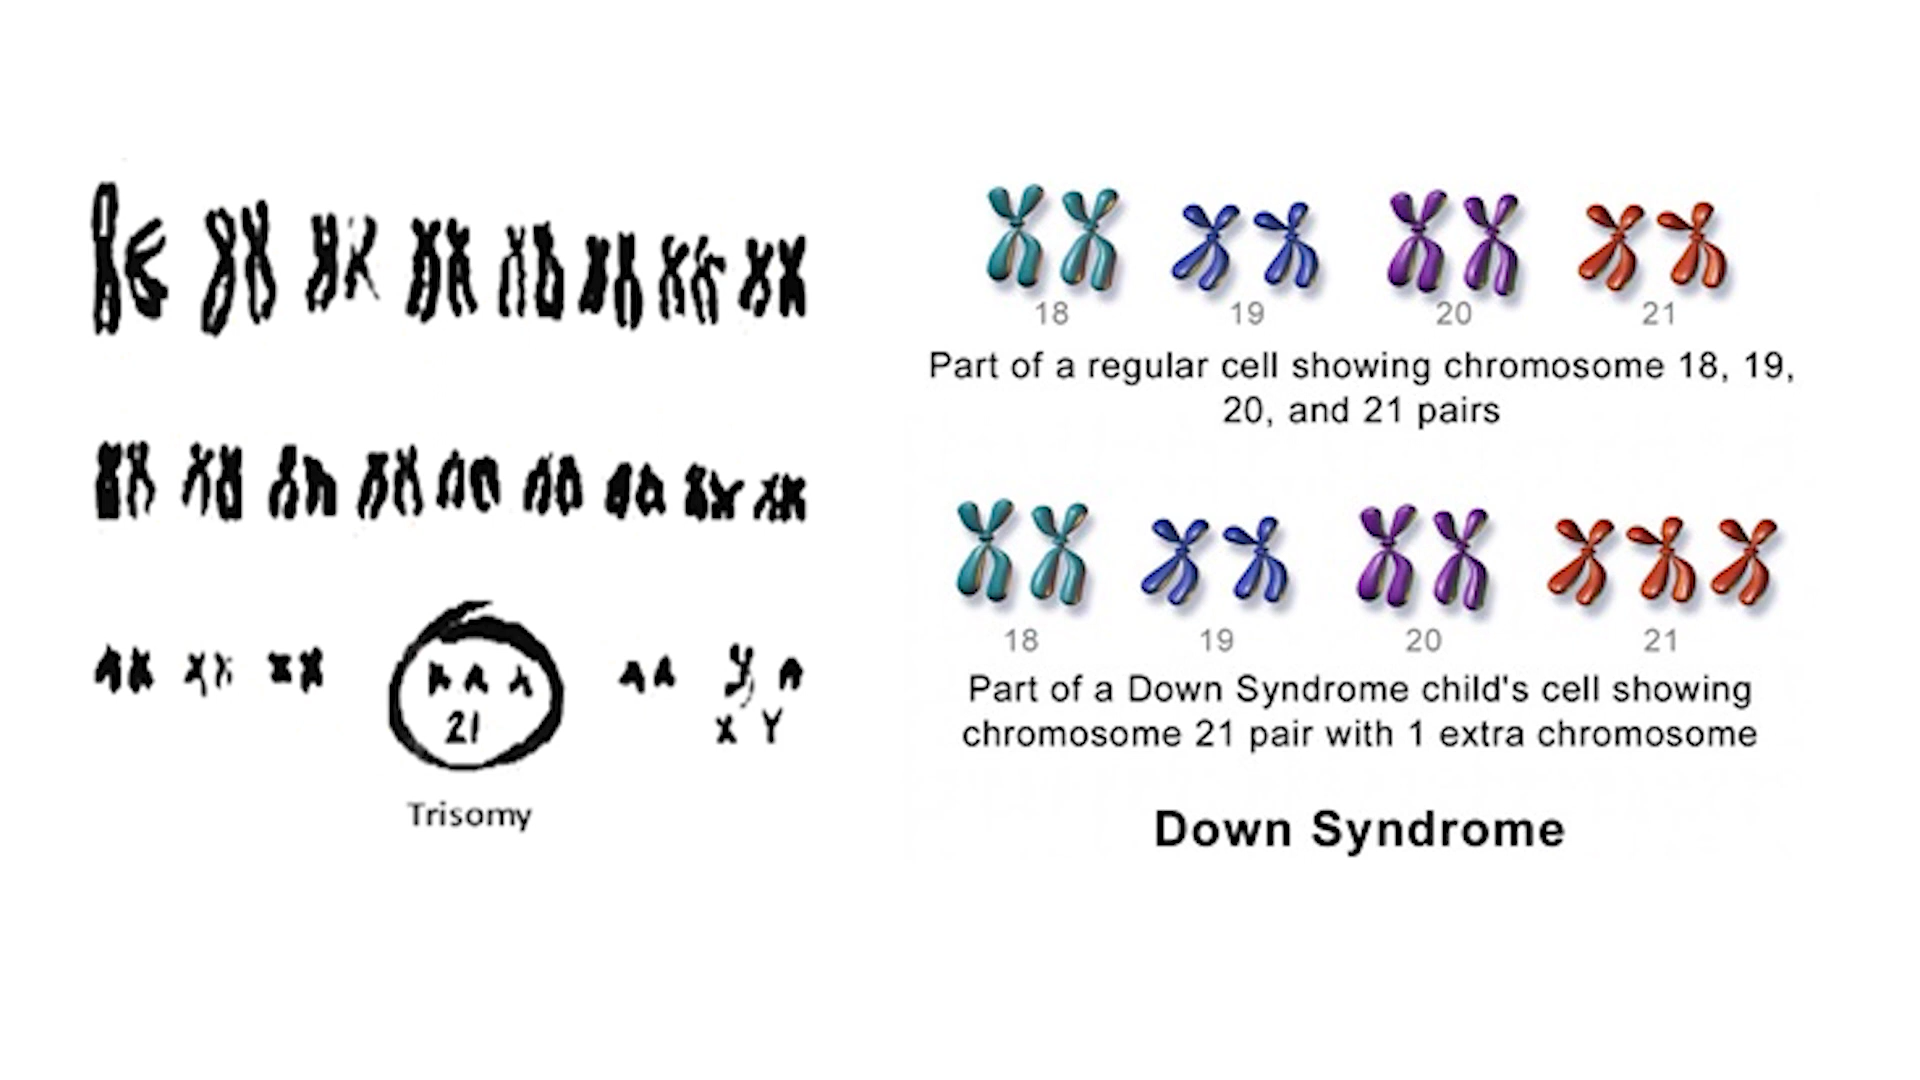 21
X Y
Trisomy
18 19 20 21
Part of a regular cell showing chromosome 18, 19,
20, and 21 pairs
18 19 20 21
Part of a Down Syndrome child's cell showing
chromosome 21 pair with 1 extra chromosome
Down Syndrome